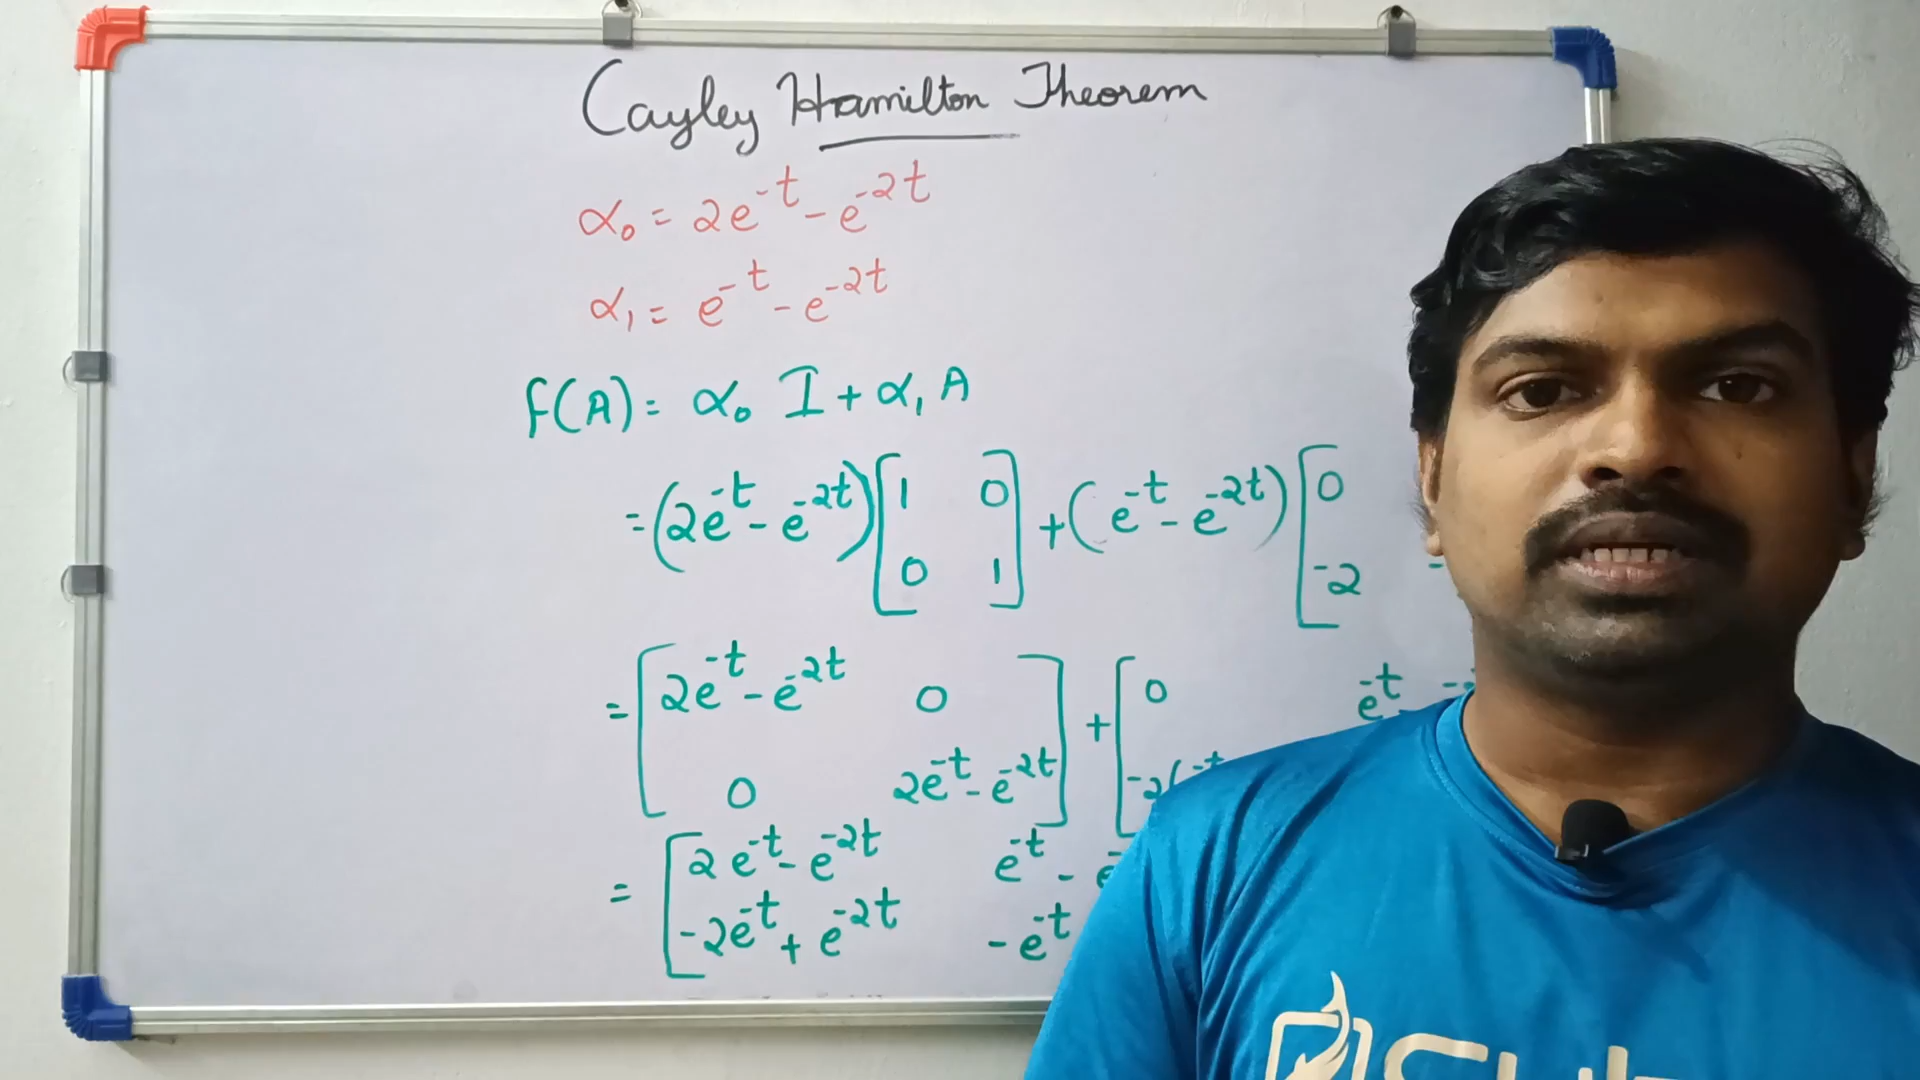 Cayley Hamilton Theorem
α₀ = 2e^-t - e^-2t
α₁ = e^-t - e^-2t
f(A) = α₀ I + α₁ A
= (2e^-t - e^-2t) [1 0 0 1] + (e^-t - e^-2t) [0 -2
= [2e^-t - e^-2t 0 0 2e^-t - e^-2t] + [0 e^-t -2(-t
= [2e^-t - e^-2t e^-t - e
-2e^-t + e^-2t -e^-t